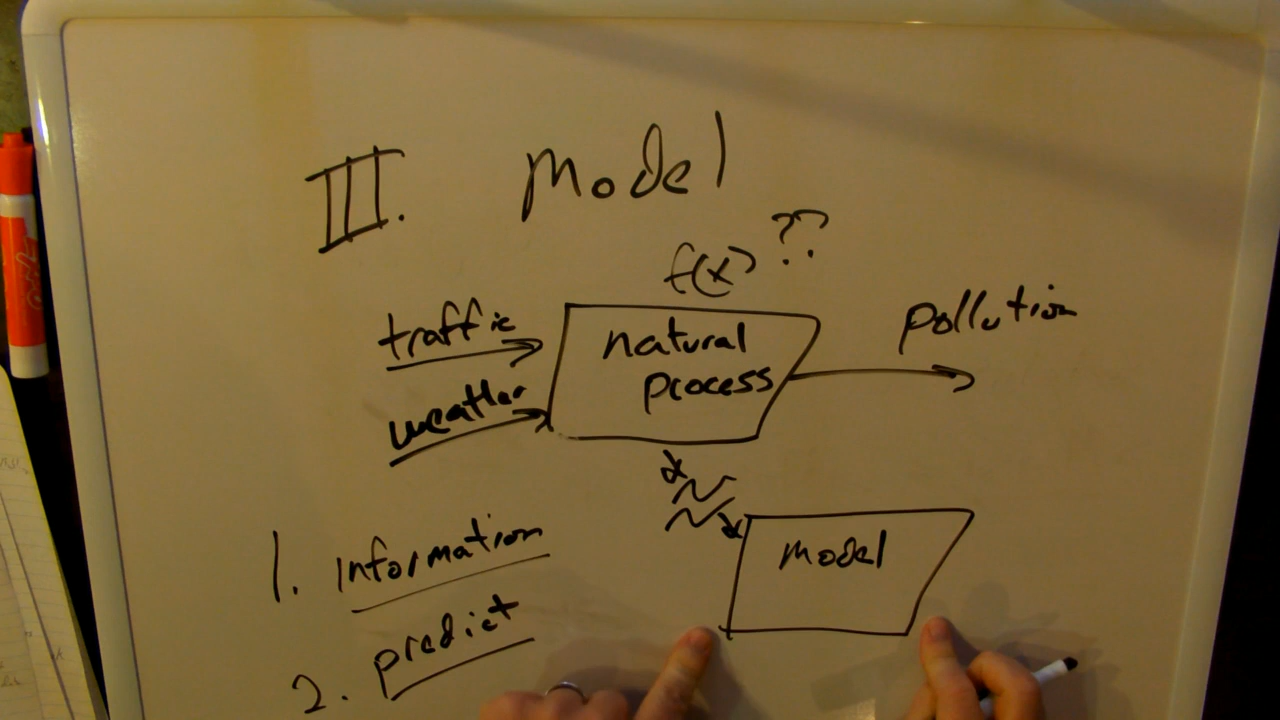 III. Model
f(x) ??
traffic
weather
natural
process
pollution
model
1. Information
2. predict